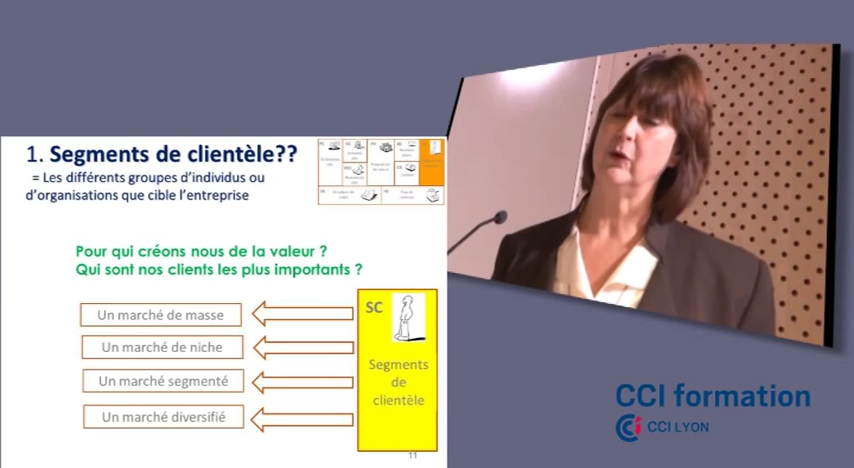 1. Segments de clientèle??
= Les différents groupes d'individus ou
d'organisations que cible l'entreprise
Pour qui créons nous de la valeur ?
Qui sont nos clients les plus importants ?
SC
Un marché de masse
Un marché de niche
Un marché segmenté
Un marché diversifié
Segments
de
clientèle
11
CCI formation
CCI LYON